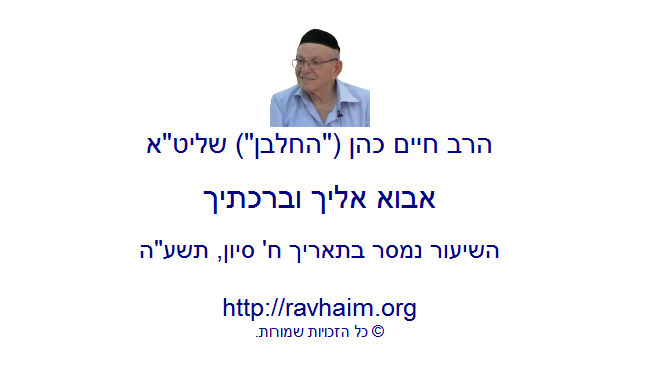 הרב חיים כהן ("החלבן") שליט"א
אבוא אליך וברכתיך
השיעור נמסר בתאריך ח' סיון, תשע"ה
http://ravhaim.org
© כל הזכויות שמורות.